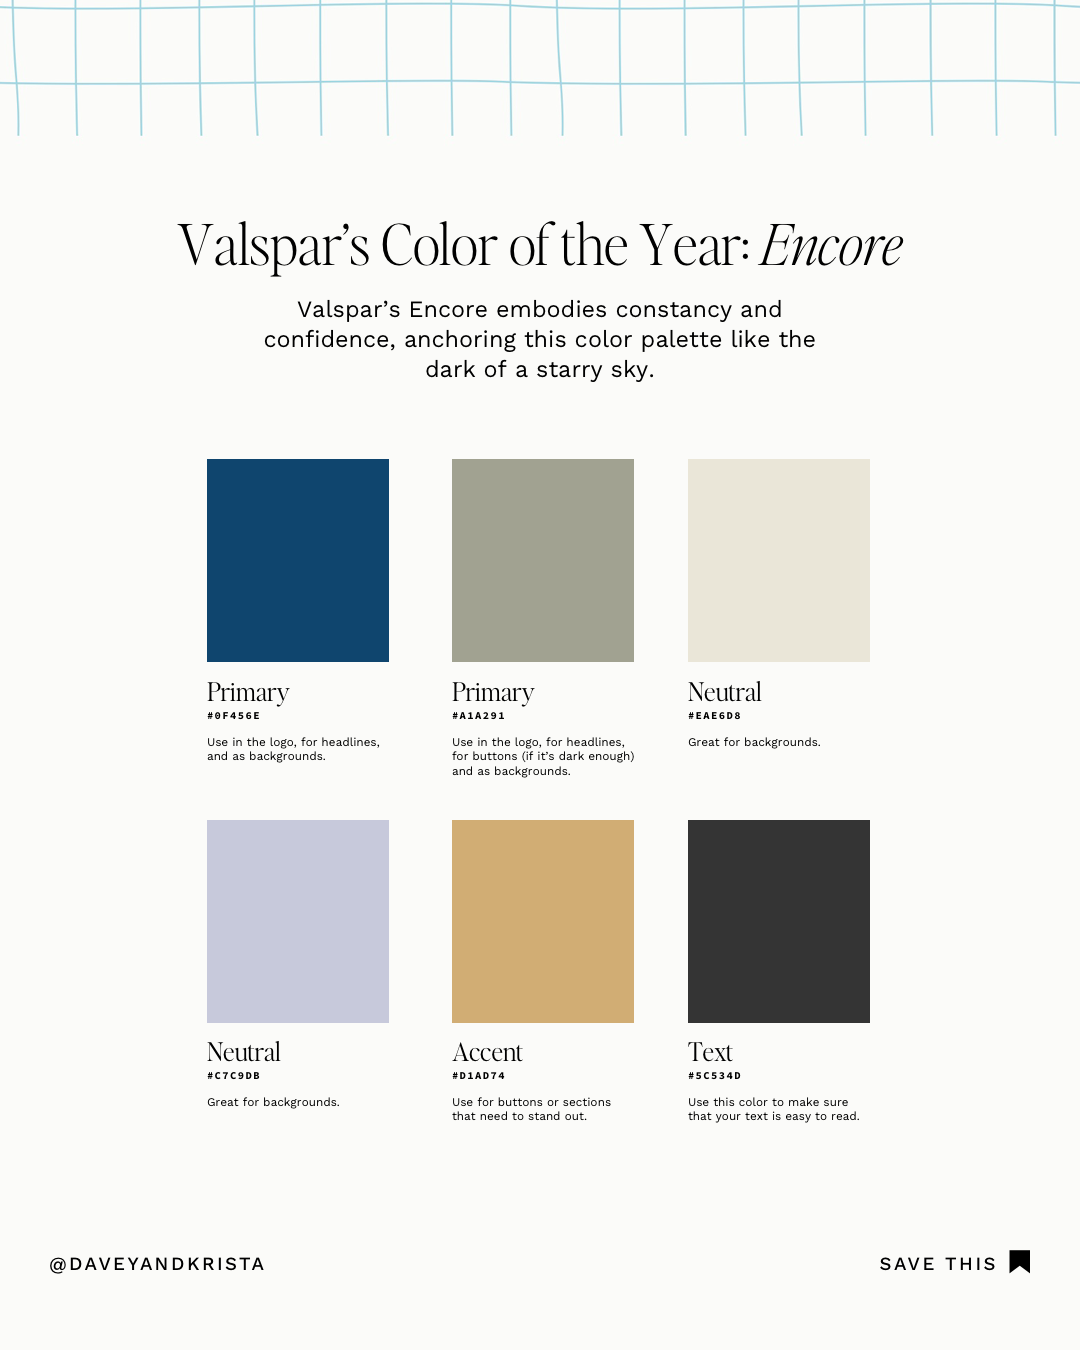 Valspar’s Color of the Year: Encore
Valspar’s Encore embodies constancy and
confidence, anchoring this color palette like the
dark of a starry sky.
Primary
#0F456E
Use in the logo, for headlines,
and as backgrounds.
Primary
#A1A291
Use in the logo, for headlines,
for buttons (if it’s dark enough)
and as backgrounds.
Neutral
#EAE6D8
Great for backgrounds.
Neutral
#C7C9DB
Great for backgrounds.
Accent
#D1AD74
Use for buttons or sections
that need to stand out.
Text
#5C534D
Use this color to make sure
that your text is easy to read.
@DAVEYANDKRISTA
SAVE THIS